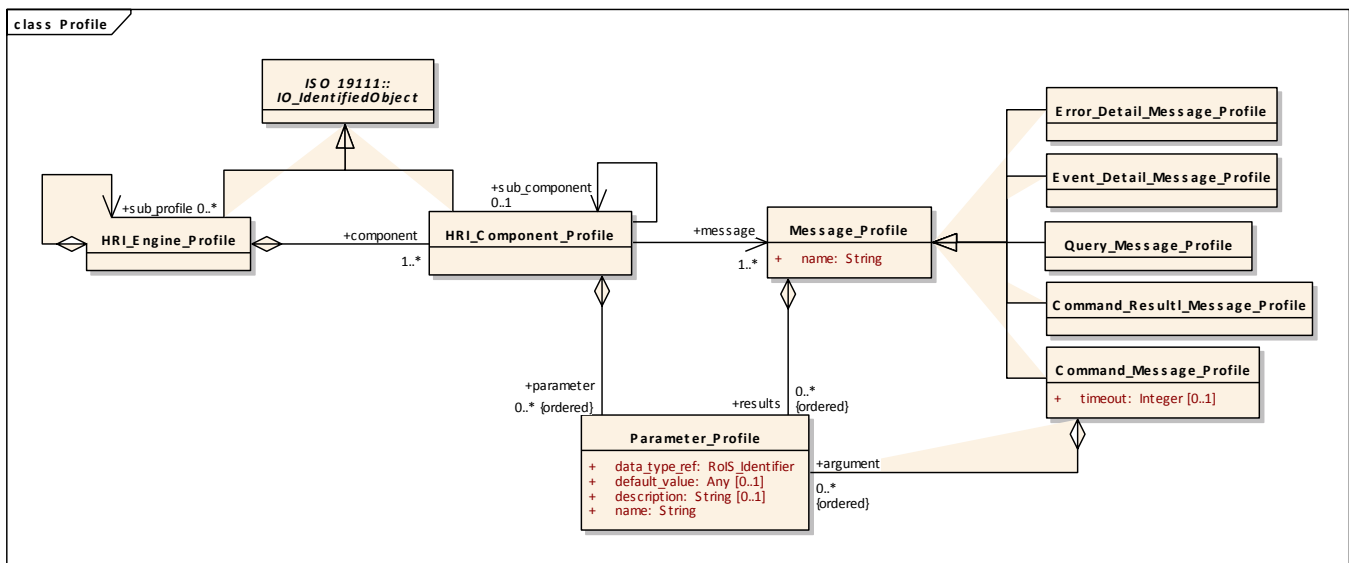 class Profile
ISO 19111::
IO_IdentifiedObject
+sub_profile 0..*
HRI_Engine_Profile
+component
1..*
+sub_component
0..1
HRI_Component_Profile
+message
1..*
Message_Profile
+ name: String
Error_Detail_Message_Profile
Event_Detail_Message_Profile
Query_Message_Profile
Command_Resultl_Message_Profile
Command_Message_Profile
+ timeout: Integer [0..1]
+parameter
0..* {ordered}
+results
0..*
{ordered}
Parameter_Profile
+ data_type_ref: RoIS_Identifier
+ default_value: Any [0..1]
+ description: String [0..1]
+ name: String
+argument
0..*
{ordered}